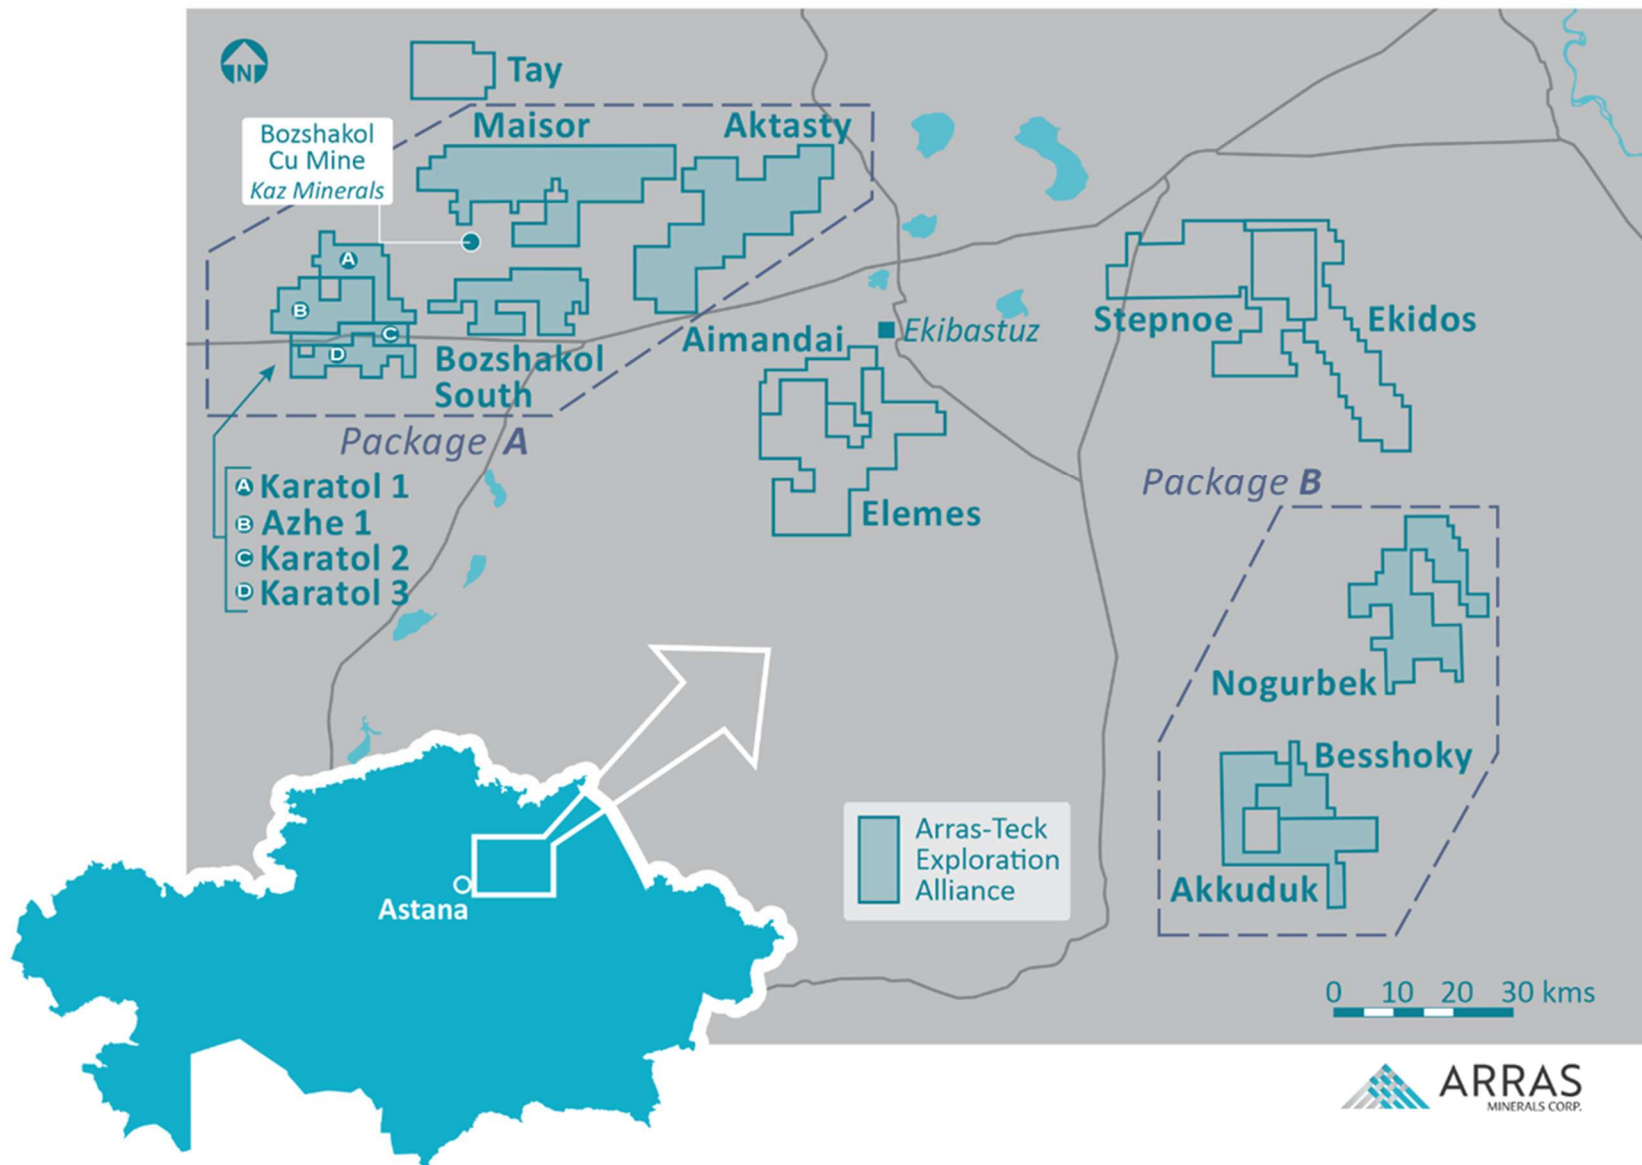 N
Tay
Bozshakol
Cu Mine
Kaz Minerals
Maisor
Aktasty
A
B
C
D
Bozshakol
South
Package A
A Karatol 1
B Azhe 1
C Karatol 2
D Karatol 3
Aimandai
Ekibastuz
Elemes
Stepnoe
Ekidos
Package B
Nogurbek
Besshoky
Akkuduk
Arras-Teck
Exploration
Alliance
Astana
0 10 20 30 kms
ARRAS
MINERALS CORP.